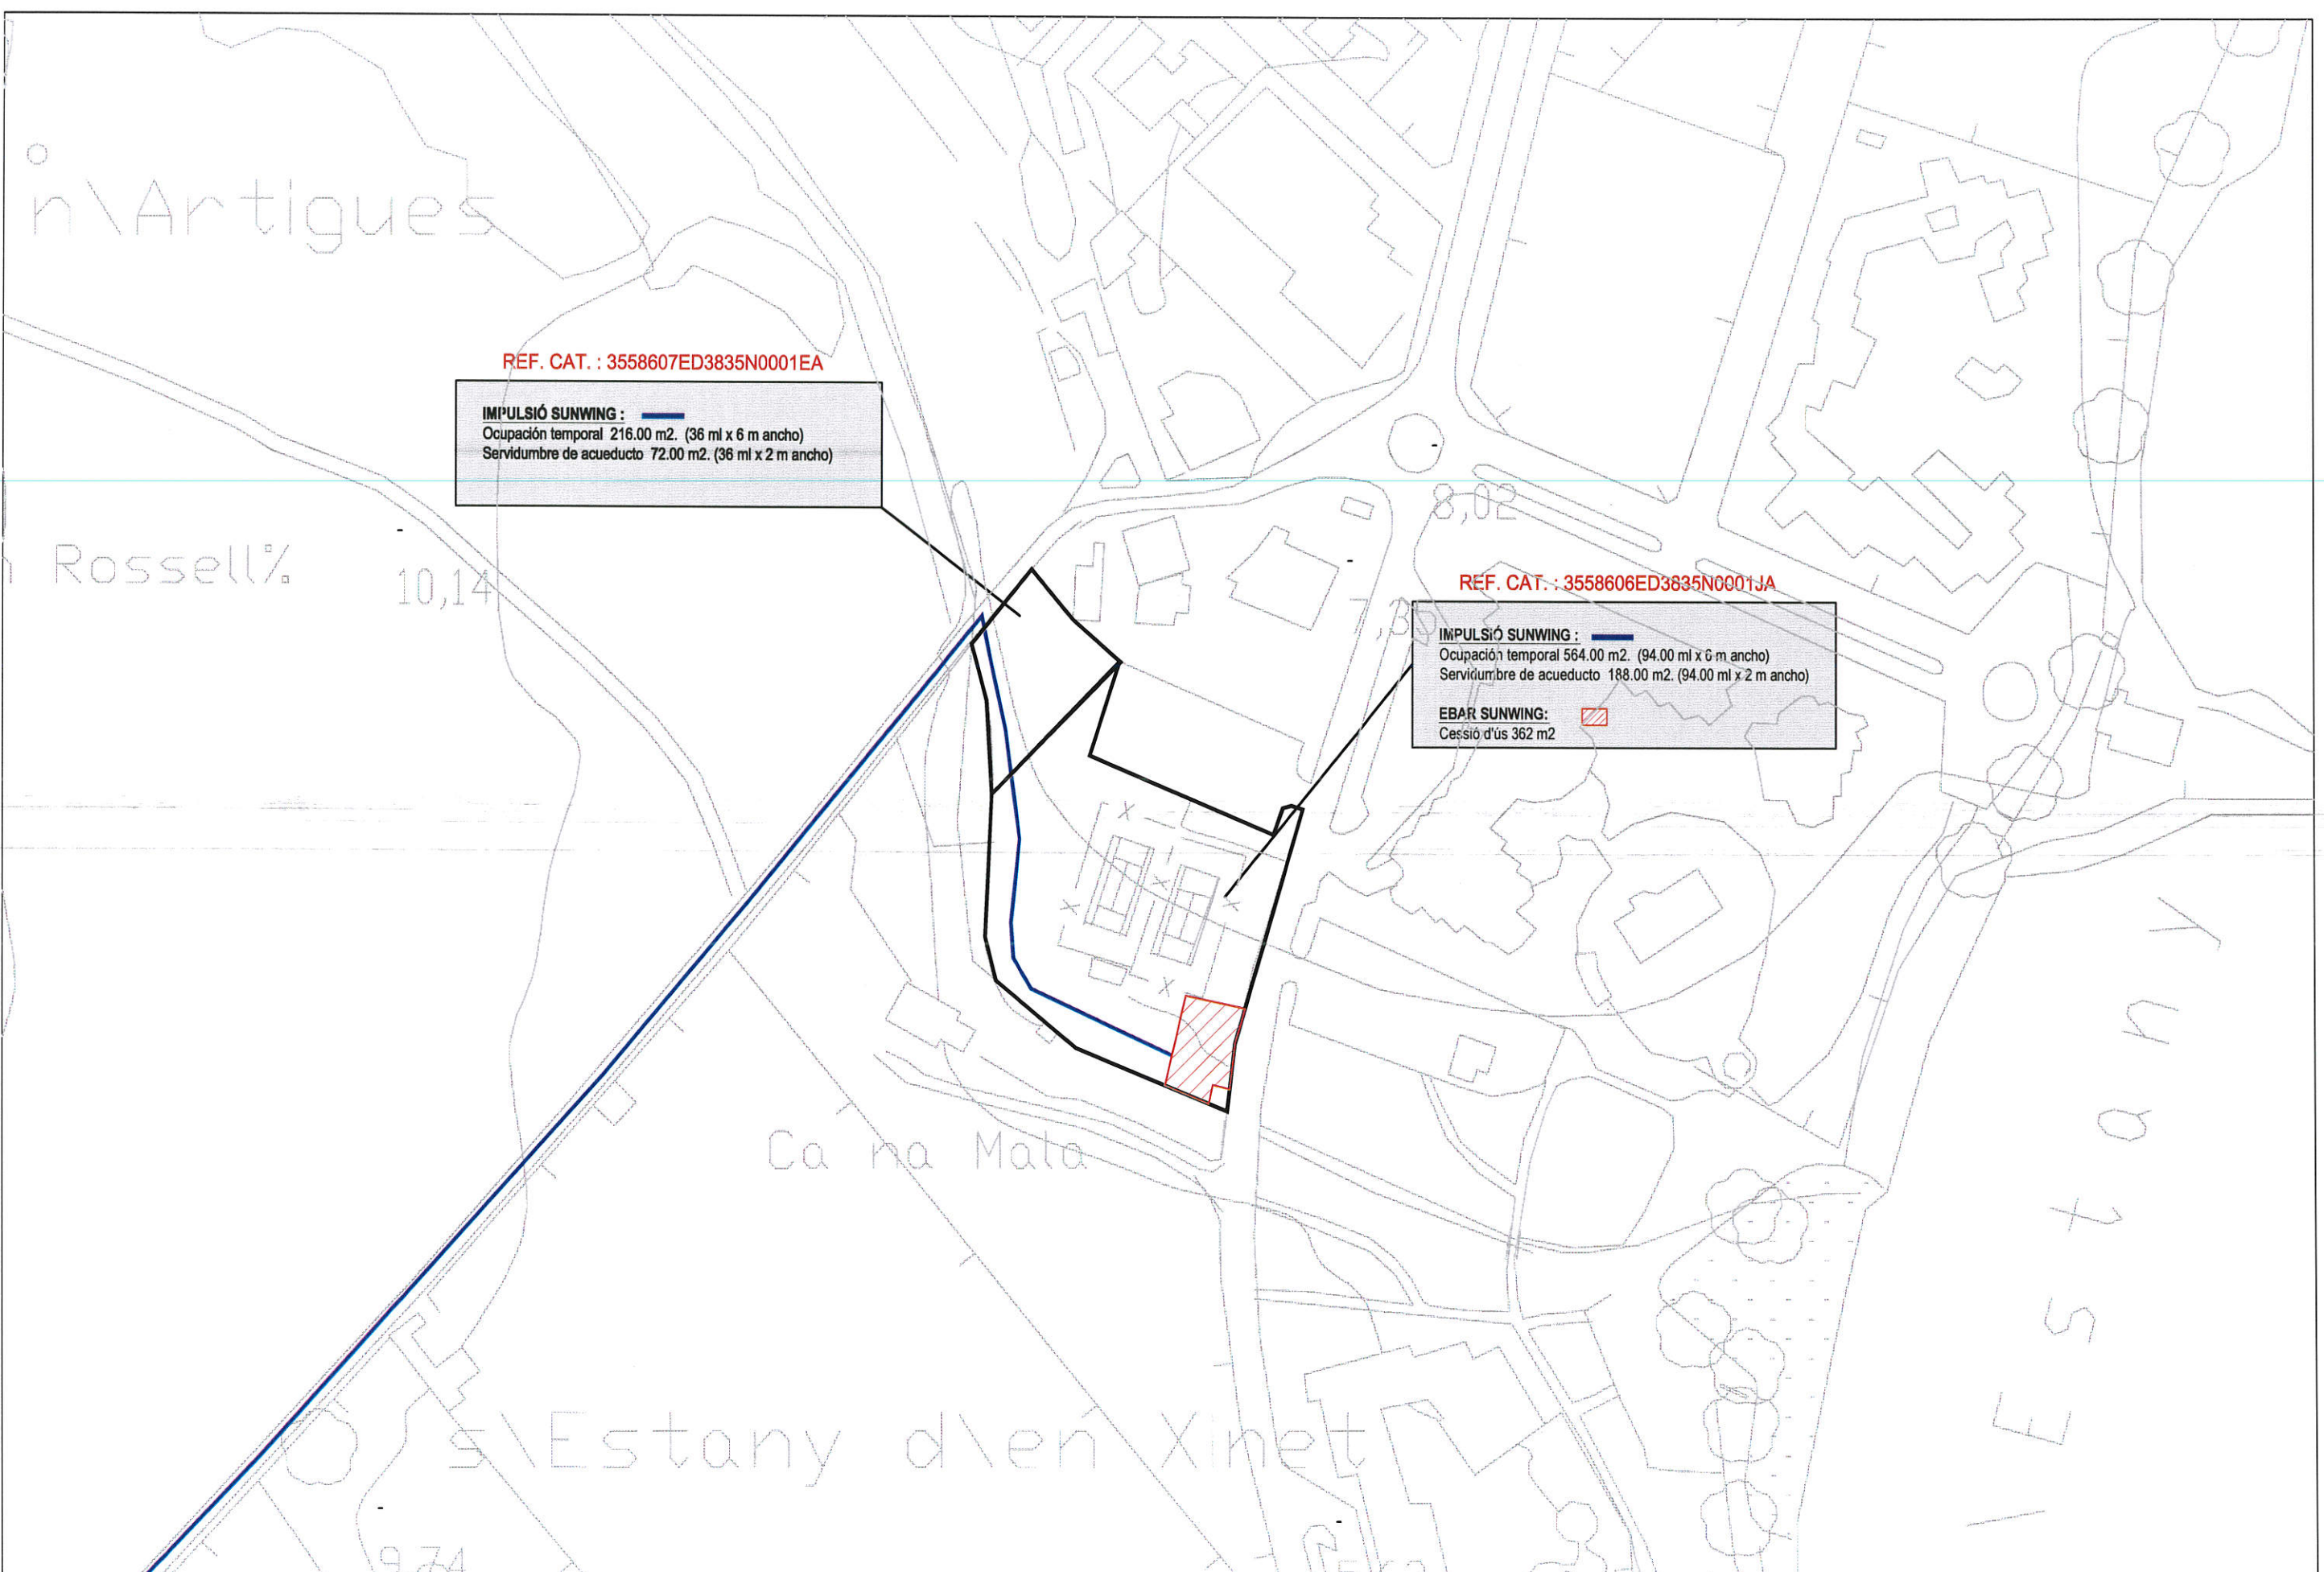 n\Artigues
REF. CAT. : 3558607ED3835N0001EA
IMPULSIÓ SUNWING :
Ocupación temporal 216.00 m2. (36 ml x 6 m ancho)
Servidumbre de acueducto 72.00 m2. (36 ml x 2 m ancho)
8,02
Rossell%
10,14
REF. CAT. : 3558606ED3835N0001JA
IMPULSIÓ SUNWING :
Ocupación temporal 564.00 m2. (94.00 ml x 6 m ancho)
Servidumbre de acueducto 188.00 m2. (94.00 ml x 2 m ancho)
EBAR SUNWING:
Cessió d'ús 362 m2
Ca na Mala
s\Estany d\en Xinet
Estany
9,74